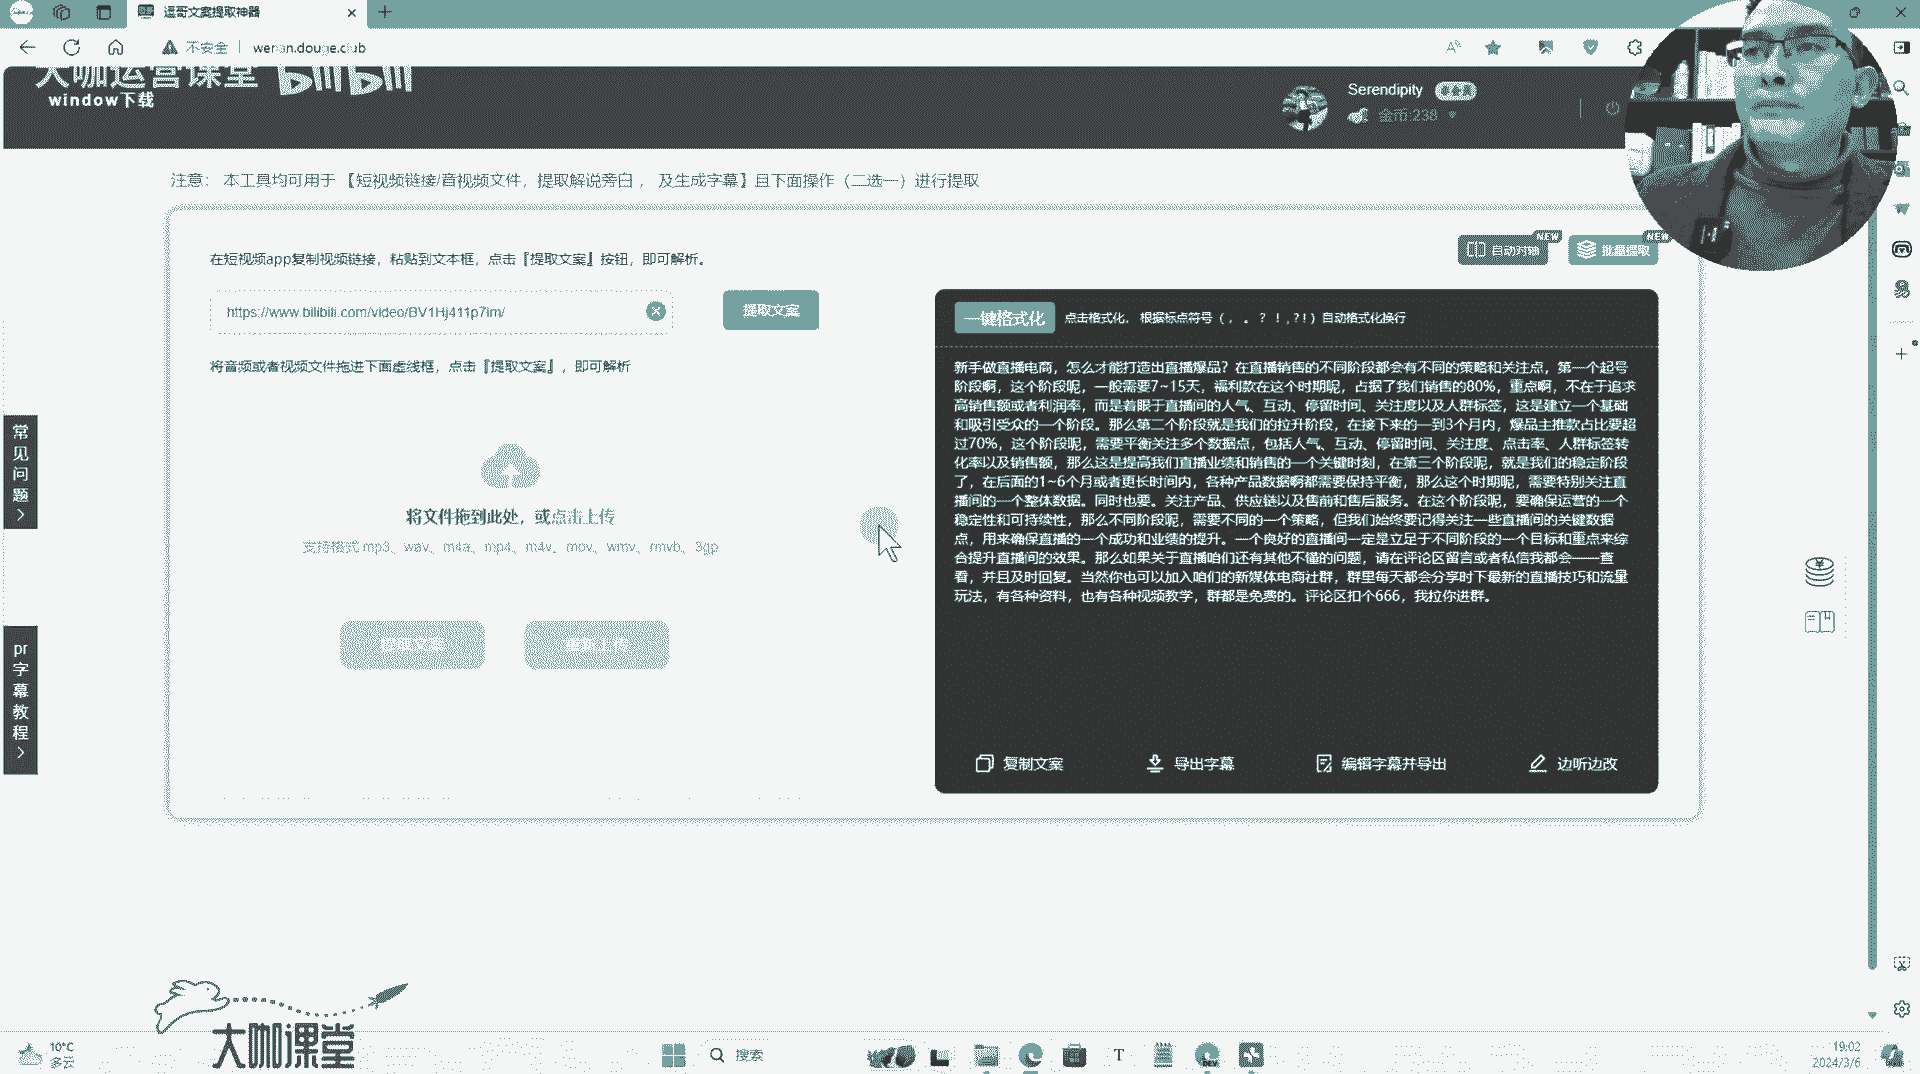 逗哥文案提取神器
不安全
wenan.douge.club
大咖运营课堂 bilibili
window下载
Serendipity
金币:238
注意： 本工具均可用于 【短视频链接/音视频文件，提取解说旁白 ， 及生成字幕】且下面操作（二选一）进行提取
在短视频app复制视频链接，粘贴到文本框，点击『提取文案』按钮，即可解析。
自动对轴 NEW
批量提取 NEW
https://www.bilibili.com/video/BV1Hj411p7im/
提取文案
一键格式化
点击格式化， 根据标点符号（，。？！,?!）自动格式化换行
将音频或者视频文件拖进下面虚线框，点击『提取文案』，即可解析
新手做直播电商，怎么才能打造出直播爆品？在直播销售的不同阶段都会有不同的策略和关注点，第一个起号
阶段啊，这个阶段呢，一般需要7~15天，福利款在这个时期呢，占据了我们销售的80%，重点啊，不在于追求
高销售额或者利润率，而是着眼于直播间的人气、互动、停留时间、关注度以及人群标签，这是建立一个基础
和吸引受众的一个阶段。那么第二个阶段就是我们的拉升阶段，在接下来的一到3个月内，爆品主推款占比要超
过70%，这个阶段呢，需要平衡关注多个数据点，包括人气、互动、停留时间、关注度、点击率、人群标签转
化率以及销售额，那么这是提高我们直播业绩和销售的一个关键时刻，在第三个阶段呢，就是我们的稳定阶段
了，在后面的1~6个月或者更长时间内，各种产品数据啊都需要保持平衡，那么这个时期呢，需要特别关注直
播间的一个整体数据。同时也要。关注产品、供应链以及售前和售后服务。在这个阶段呢，要确保运营的一个
稳定性和可持续性，那么不同阶段呢，需要不同的一个策略，但我们始终要记得关注一些直播间的关键数据
点，用来确保直播的一个成功和业绩的提升。一个良好的直播间一定是立足于不同阶段的一个目标和重点来综
合提升直播间的效果。那么如果关于直播咱们还有其他不懂的问题，请在评论区留言或者私信我都会一一查
看，并且及时回复。当然你也可以加入咱们的新媒体电商社群，群里每天都会分享时下最新的直播技巧和流量
玩法，有各种资料，也有各种视频教学，群都是免费的。评论区扣个666，我拉你进群。
将文件拖到此处，或点击上传
支持格式 mp3、wav、m4a、mp4、m4v、mov、wmv、rmvb、3gp
提取文案
重新上传
复制文案
导出字幕
编辑字幕并导出
边听边改
常见问题
pr字幕教程
大咖课堂
10°C
多云
搜索
19:02
2024/3/6